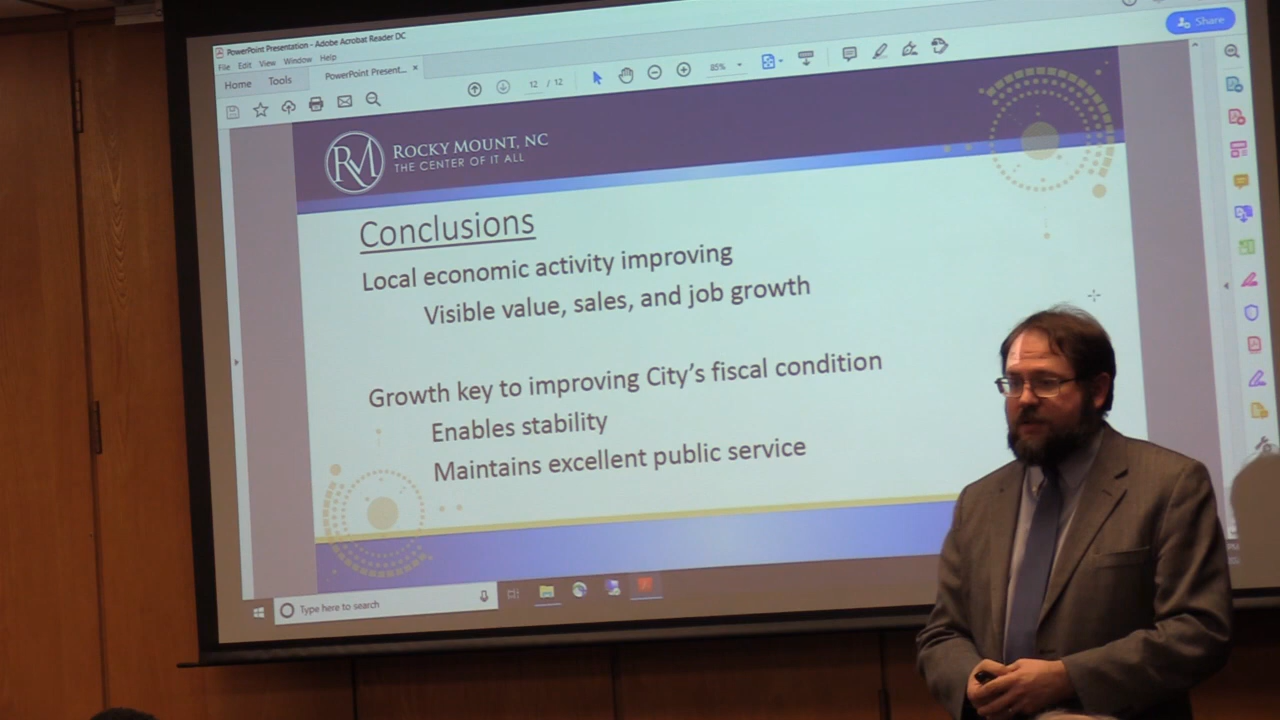 PowerPoint Presentation - Adobe Acrobat Reader DC
File Edit View Window Help
Home Tools PowerPoint Present... ×
12 / 12 85%
Share
RM
ROCKY MOUNT, NC
THE CENTER OF IT ALL
Conclusions
Local economic activity improving
Visible value, sales, and job growth
Growth key to improving City's fiscal condition
Enables stability
Maintains excellent public service
Type here to search